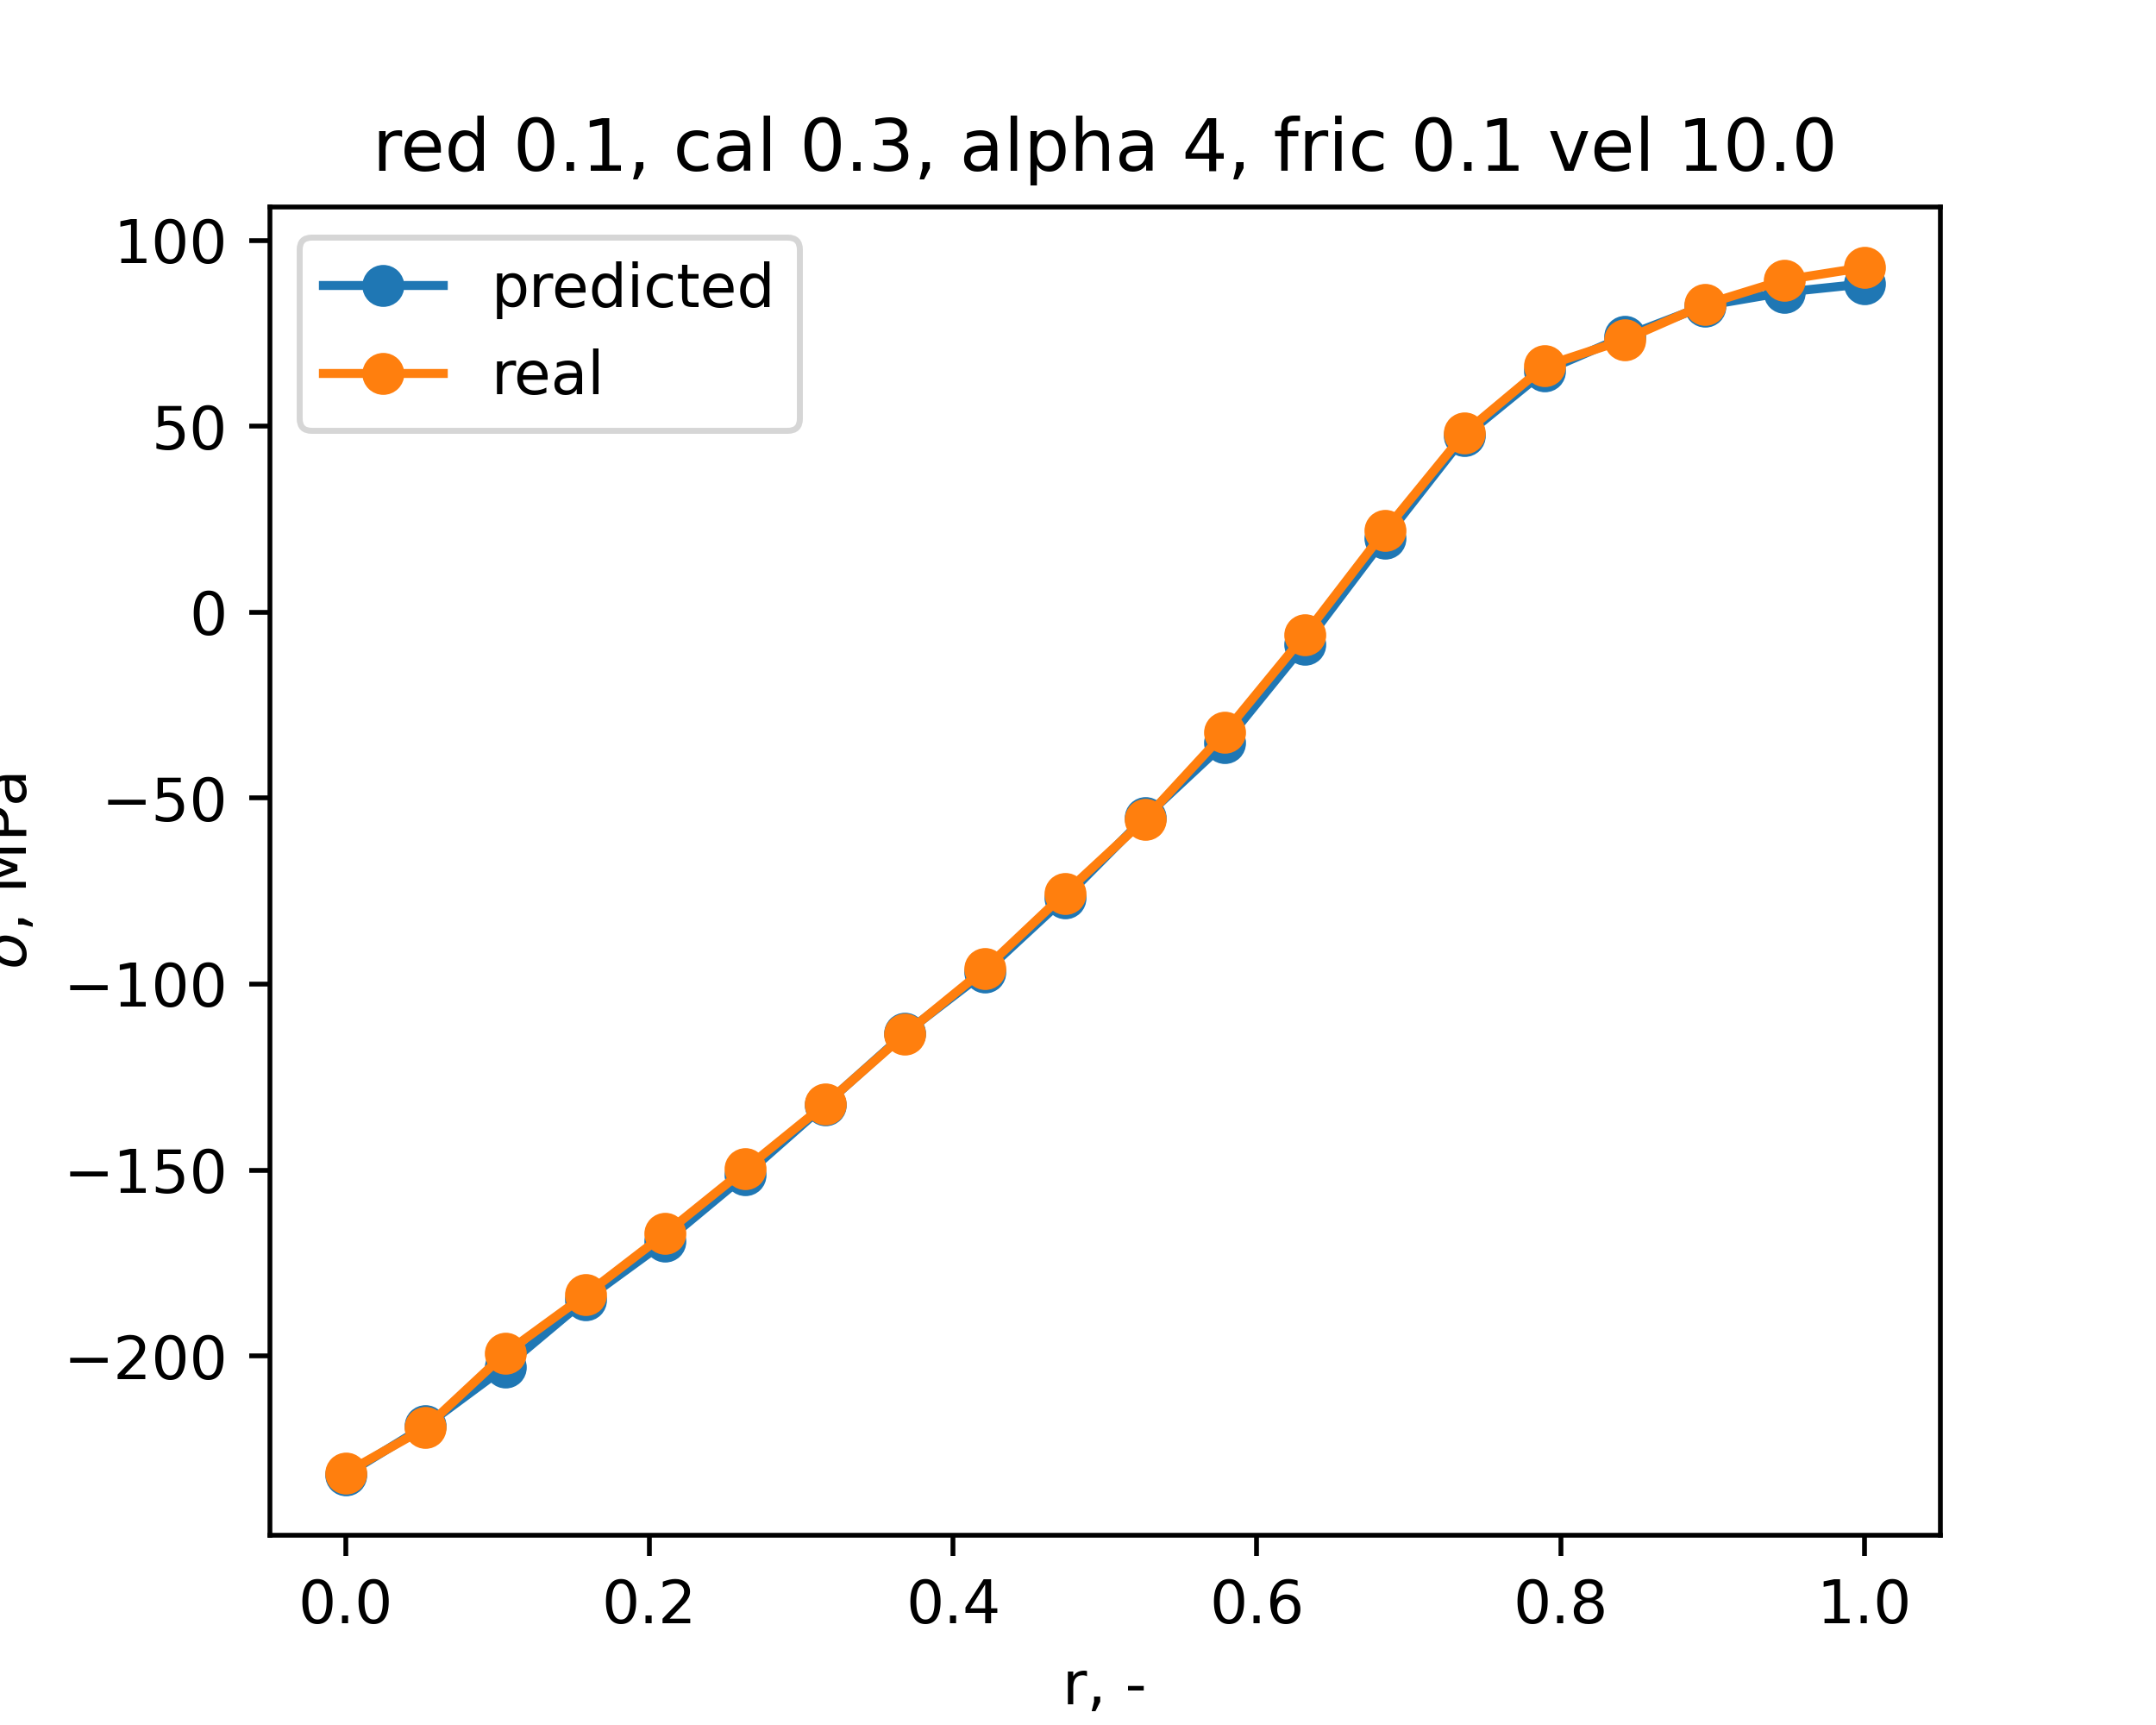 red 0.1, cal 0.3, alpha 4, fric 0.1 vel 10.0
predicted
real
100
50
0
−50
−100
−150
−200
σ, MPa
0.0 0.2 0.4 0.6 0.8 1.0
r, -